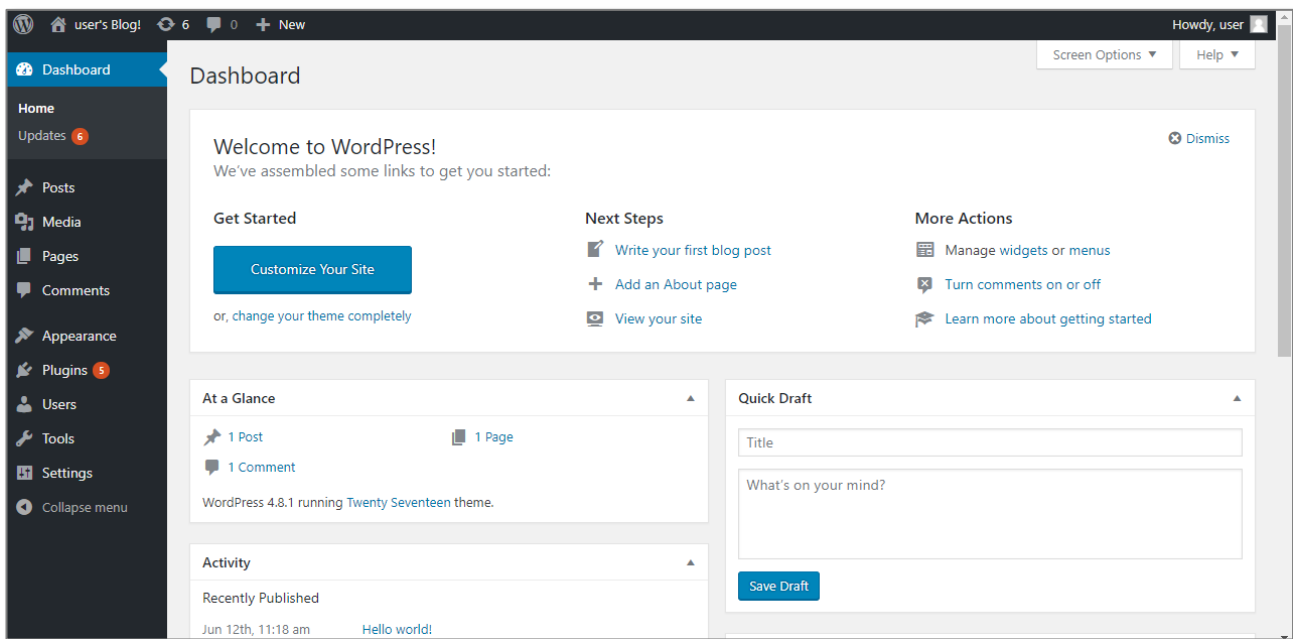 user's Blog! 6 0 New Howdy, user
Dashboard
Home
Updates 6
Posts
Media
Pages
Comments
Appearance
Plugins 5
Users
Tools
Settings
Collapse menu
Screen Options Help
Dashboard
Welcome to WordPress!
We've assembled some links to get you started:
Dismiss
Get Started
Customize Your Site
or, change your theme completely
Next Steps
Write your first blog post
Add an About page
View your site
More Actions
Manage widgets or menus
Turn comments on or off
Learn more about getting started
At a Glance
1 Post 1 Page
1 Comment
WordPress 4.8.1 running Twenty Seventeen theme.
Activity
Recently Published
Jun 12th, 11:18 am Hello world!
Quick Draft
Title
What's on your mind?
Save Draft